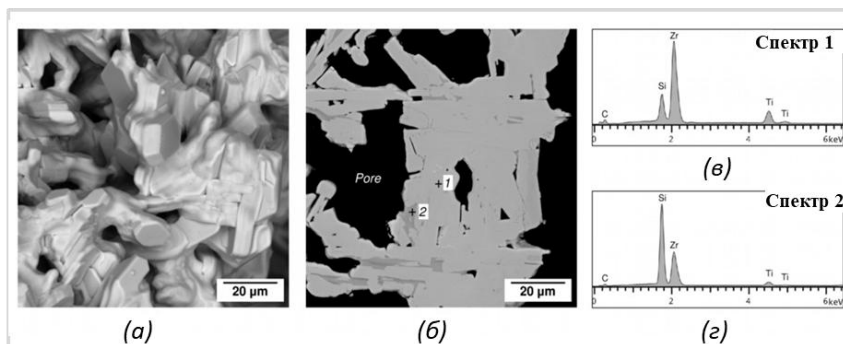 20 µm
(а)
Pore
+1
+2
20 µm
(б)
Спектр 1
Zr
Si
C
Ti
Ti
0 2 4 6keV
(в)
Спектр 2
Si
Zr
C
Ti
Ti
0 2 4 6keV
(г)